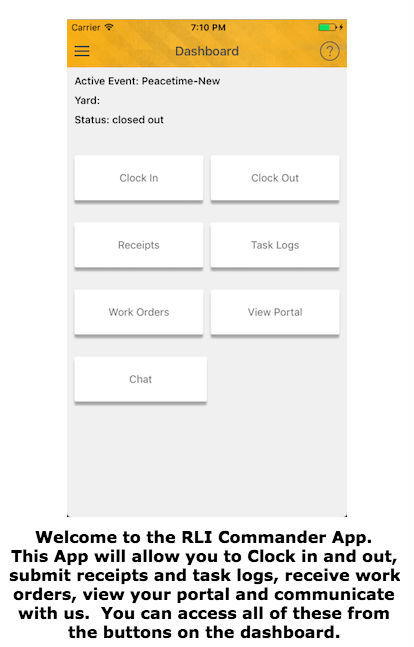 Carrier 7:10 PM
Dashboard ?
Active Event: Peacetime-New
Yard:
Status: closed out
Clock In Clock Out
Receipts Task Logs
Work Orders View Portal
Chat
Welcome to the RLI Commander App.
This App will allow you to Clock in and out,
submit receipts and task logs, receive work
orders, view your portal and communicate
with us.  You can access all of these from
the buttons on the dashboard.